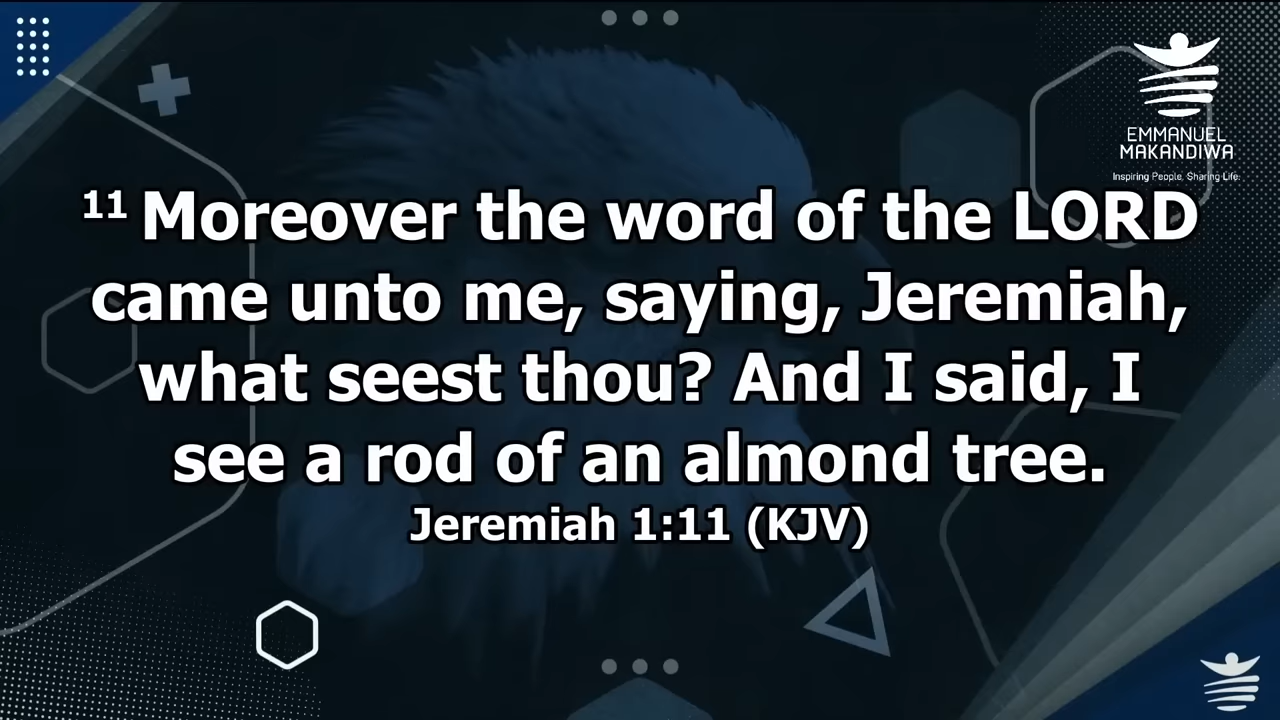 EMMANUEL
MAKANDIWA
Inspiring People. Sharing Life.
11 Moreover the word of the LORD
came unto me, saying, Jeremiah,
what seest thou? And I said, I
see a rod of an almond tree.
Jeremiah 1:11 (KJV)